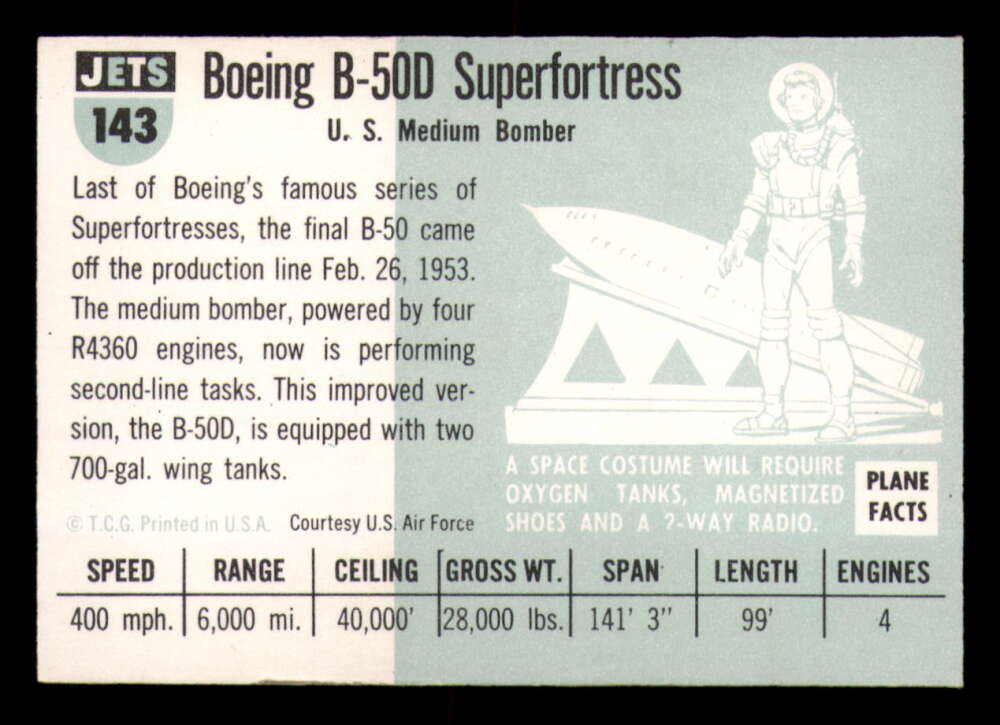 JETS
143
Boeing B-50D Superfortress
U. S. Medium Bomber
Last of Boeing's famous series of
Superfortresses, the final B-50 came
off the production line Feb. 26, 1953.
The medium bomber, powered by four
R4360 engines, now is performing
second-line tasks. This improved ver-
sion, the B-50D, is equipped with two
700-gal. wing tanks.
© T.C.G. Printed in U.S.A. Courtesy U.S. Air Force
A SPACE COSTUME WILL REQUIRE
OXYGEN TANKS, MAGNETIZED
SHOES AND A 2-WAY RADIO.
PLANE
FACTS
SPEED RANGE CEILING GROSS WT. SPAN LENGTH ENGINES
400 mph. 6,000 mi. 40,000' 28,000 lbs. 141' 3" 99' 4